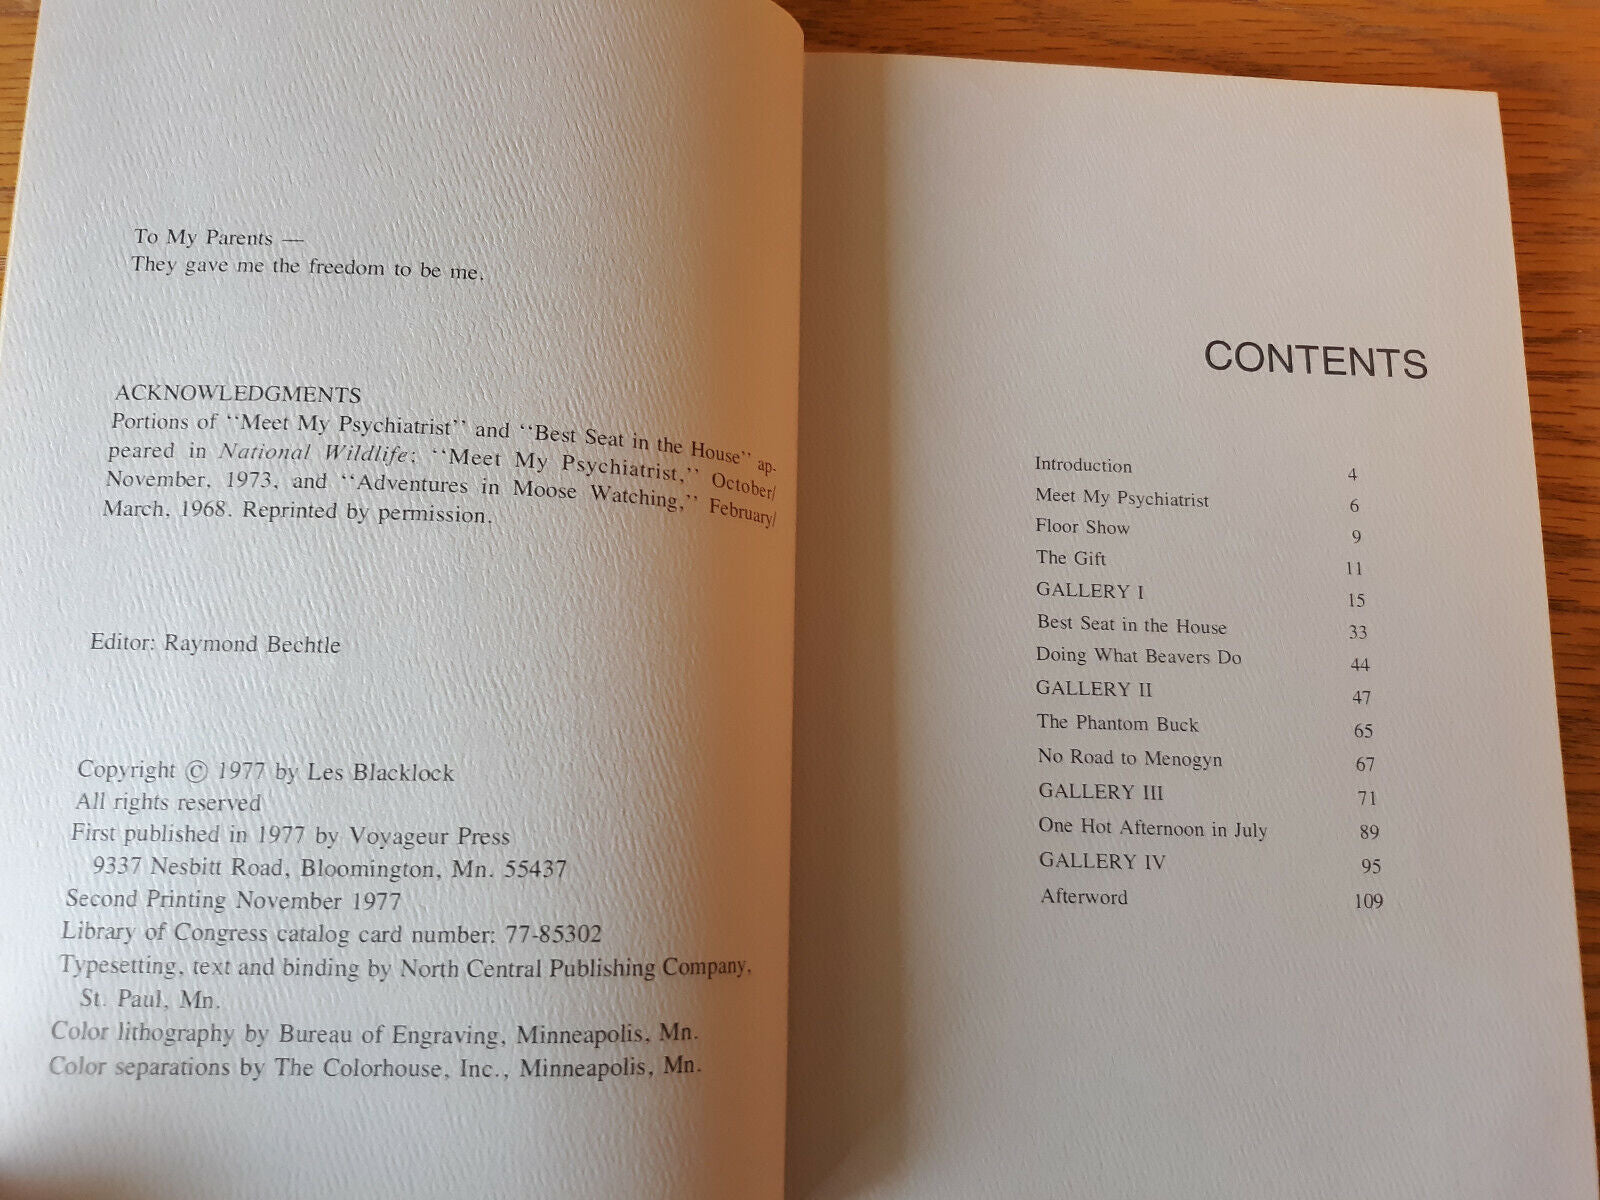 To My Parents —
They gave me the freedom to be me.
ACKNOWLEDGMENTS
Portions of “Meet My Psychiatrist” and “Best Seat in the House” ap-
peared in National Wildlife: “Meet My Psychiatrist,” October/
November, 1973, and “Adventures in Moose Watching,” February/
March, 1968. Reprinted by permission.
Editor: Raymond Bechtle
Copyright © 1977 by Les Blacklock
All rights reserved
First published in 1977 by Voyageur Press
9337 Nesbitt Road, Bloomington, Mn. 55437
Second Printing November 1977
Library of Congress catalog card number: 77-85302
Typesetting, text and binding by North Central Publishing Company,
St. Paul, Mn.
Color lithography by Bureau of Engraving, Minneapolis, Mn.
Color separations by The Colorhouse, Inc., Minneapolis, Mn.
CONTENTS
Introduction 4
Meet My Psychiatrist 6
Floor Show 9
The Gift 11
GALLERY I 15
Best Seat in the House 33
Doing What Beavers Do 44
GALLERY II 47
The Phantom Buck 65
No Road to Menogyn 67
GALLERY III 71
One Hot Afternoon in July 89
GALLERY IV 95
Afterword 109